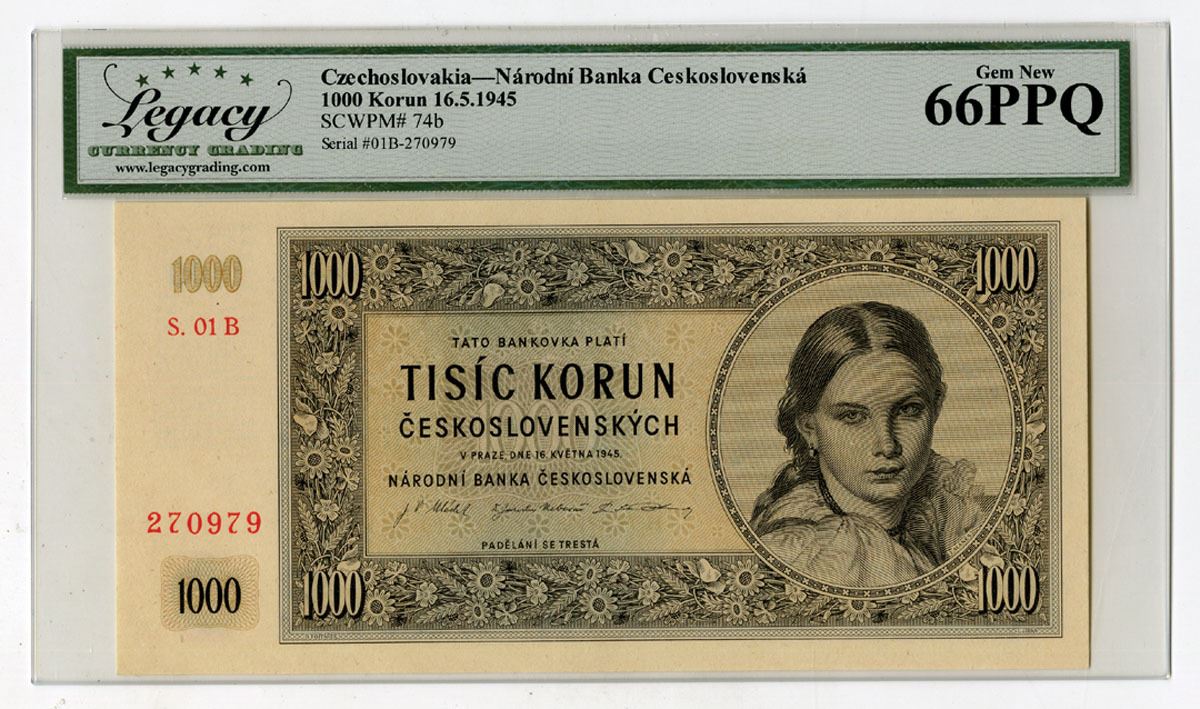 Legacy
CURRENCY GRADING
www.legacygrading.com
Czechoslovakia—Národní Banka Ceskoslovenská
1000 Korun 16.5.1945
SCWPM# 74b
Serial #01B-270979
Gem New
66PPQ
1000
S. 01 B
270979
1000
1000
1000
TATO BANKOVKA PLATÍ
TISÍC KORUN
ČESKOSLOVENSKÝCH
V PRAZE, DNE 16. KVĚTNA 1945.
NÁRODNÍ BANKA ČESKOSLOVENSKÁ
PADĚLÁNÍ SE TRESTÁ
1000
1000